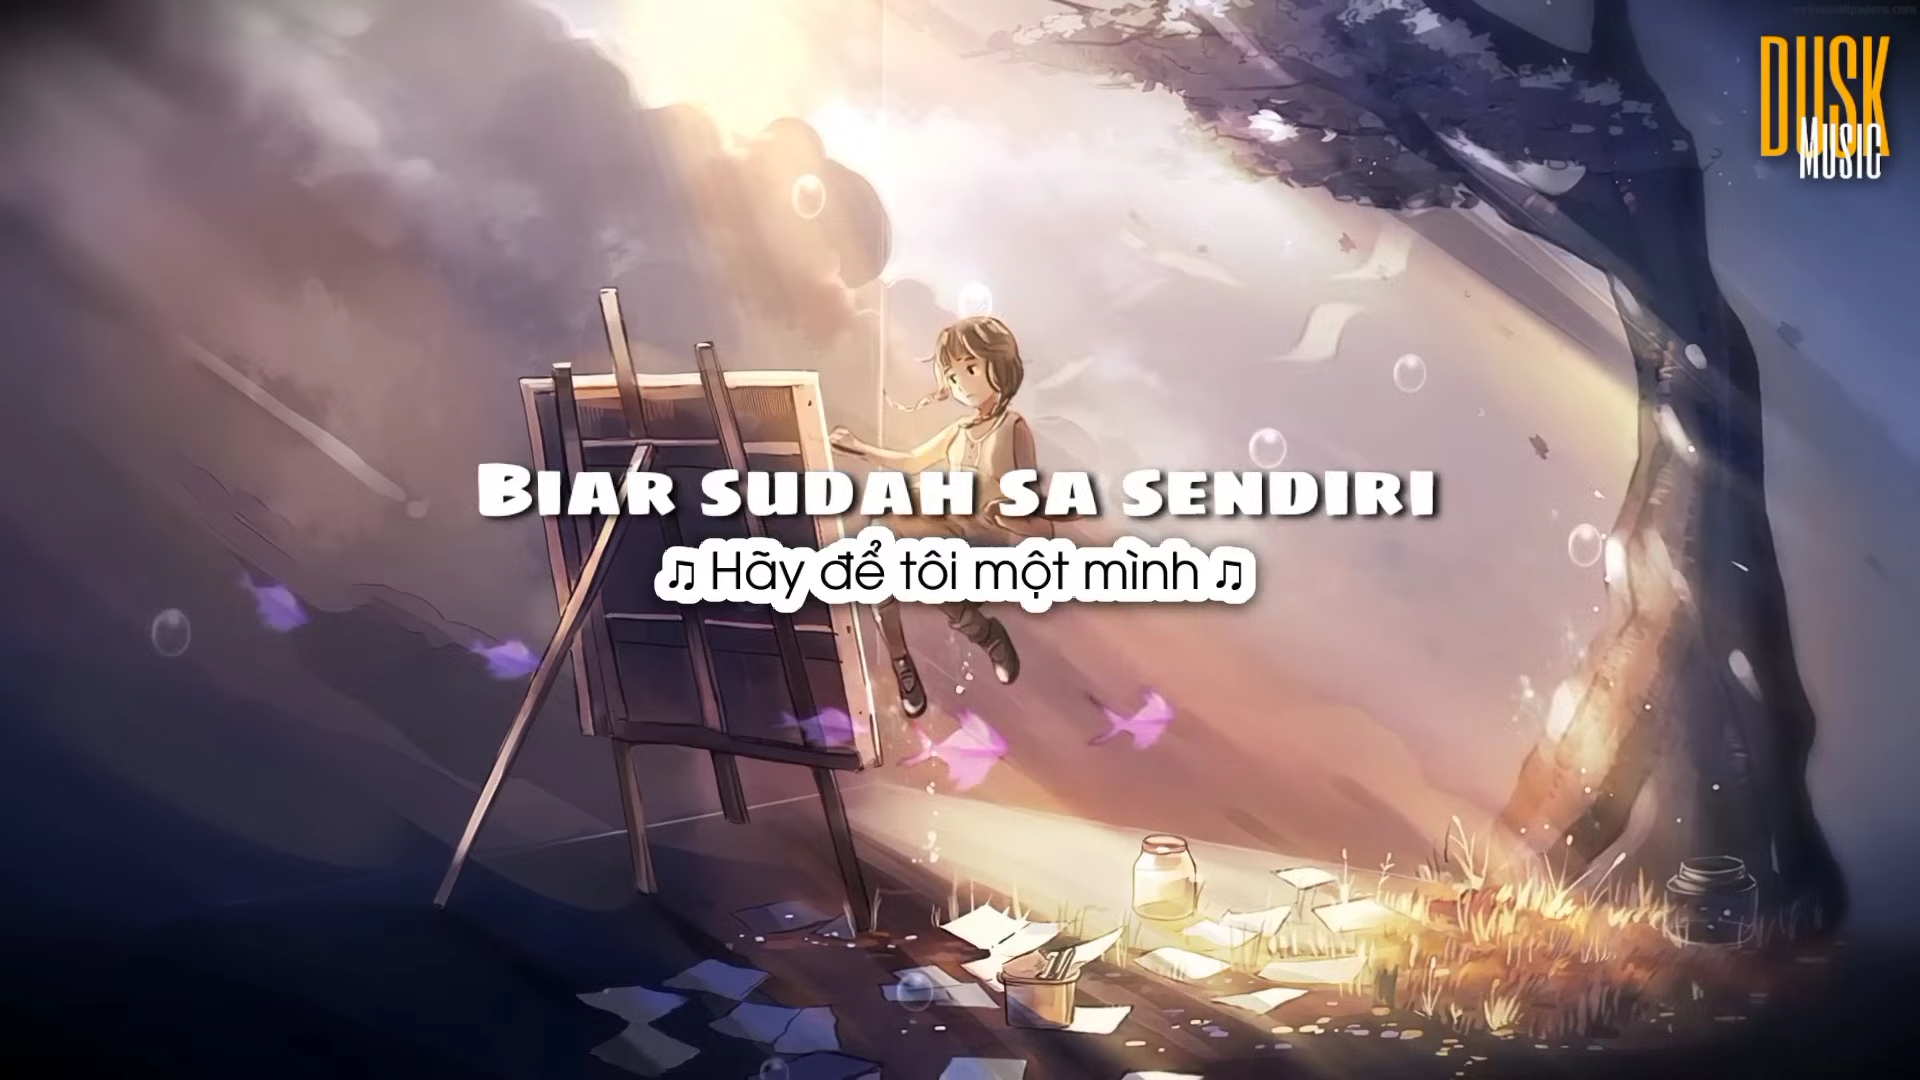 DUSK
MUSIC
BIAR SUDAH SA SENDIRI
♫ Hãy để tôi một mình ♫